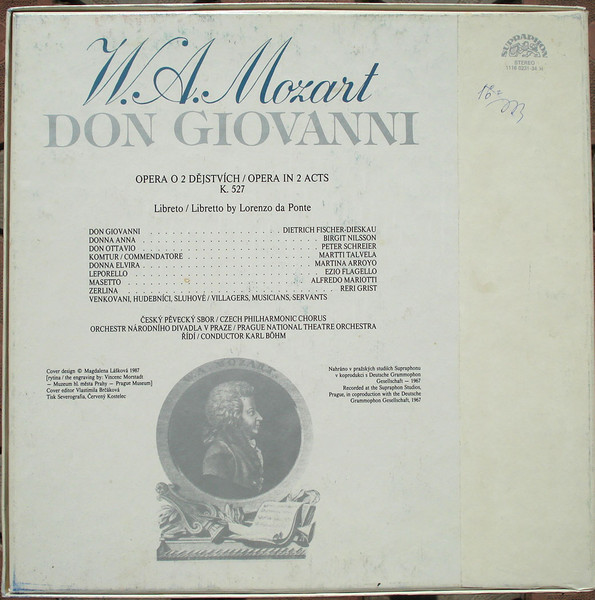 SUPRAPHON
STEREO
W. A. Mozart
DON GIOVANNI
OPERA O 2 DĚJSTVÍCH / OPERA IN 2 ACTS
K. 527
Libreto / Libretto by Lorenzo da Ponte
DON GIOVANNI . . . . . . . . . . . . . . . . . . . . DIETRICH FISCHER-DIESKAU
DONNA ANNA . . . . . . . . . . . . . . . . . . . . BIRGIT NILSSON
DON OTTAVIO . . . . . . . . . . . . . . . . . . . . PETER SCHREIER
KOMTUR / COMMENDATORE . . . . . . . . . . . . . . . . MARTTI TALVELA
DONNA ELVIRA . . . . . . . . . . . . . . . . . . . . MARTINA ARROYO
LEPORELLO . . . . . . . . . . . . . . . . . . . . EZIO FLAGELLO
MASETTO . . . . . . . . . . . . . . . . . . . . ALFREDO MARIOTTI
ZERLINA . . . . . . . . . . . . . . . . . . . . RERI GRIST
VENKOVANI, HUDEBNÍCI, SLUHOVÉ / VILLAGERS, MUSICIANS, SERVANTS
ČESKÝ PĚVECKÝ SBOR / CZECH PHILHARMONIC CHORUS
ORCHESTR NÁRODNÍHO DIVADLA V PRAZE / PRAGUE NATIONAL THEATRE ORCHESTRA
ŘÍDÍ / CONDUCTOR KARL BÖHM
Cover design © Magdalena Lášková 1987
[rytina / the engraving by: Vincenc Morstadt
— Muzeum hl. města Prahy — Prague Museum]
Cover editor Vlastimila Brčáková
Tisk Severografia, Červený Kostelec
Nahráno v pražských studiích Supraphonu
v koprodukci s Deutsche Grammophon
Gesellschaft — 1967
Recorded at the Supraphon Studios,
Prague, in coproduction with the Deutsche
Grammophon Gesellschaft, 1967
W. A. MOZART